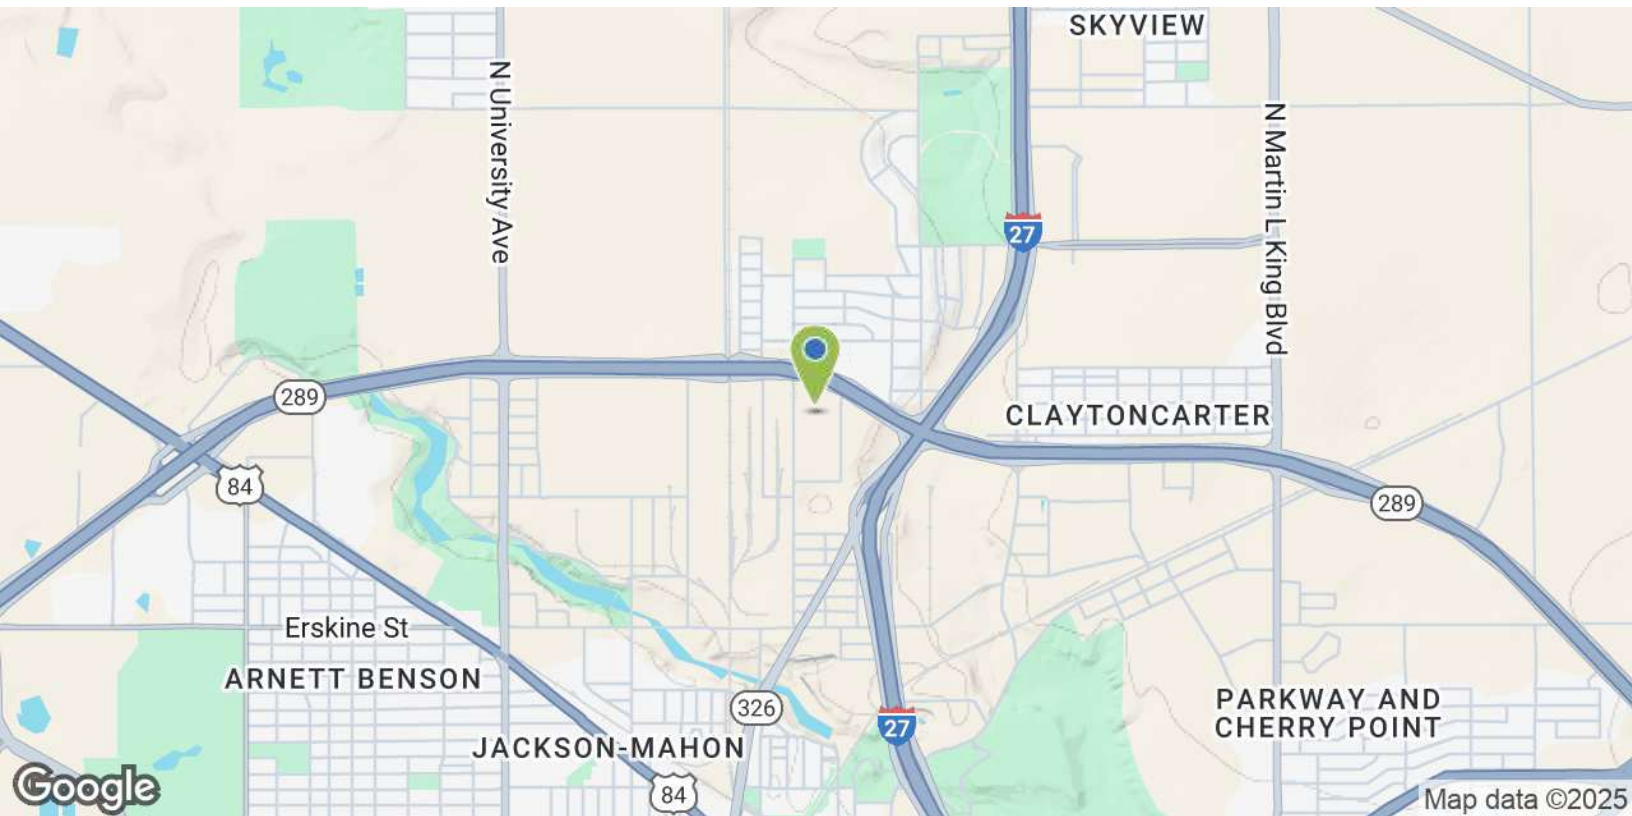 SKYVIEW
N University Ave
N Martin L King Blvd
27
289
CLAYTONCARTER
84
289
Erskine St
ARNETT BENSON
326
27
PARKWAY AND
CHERRY POINT
JACKSON-MAHON
84
Google
Map data ©2025